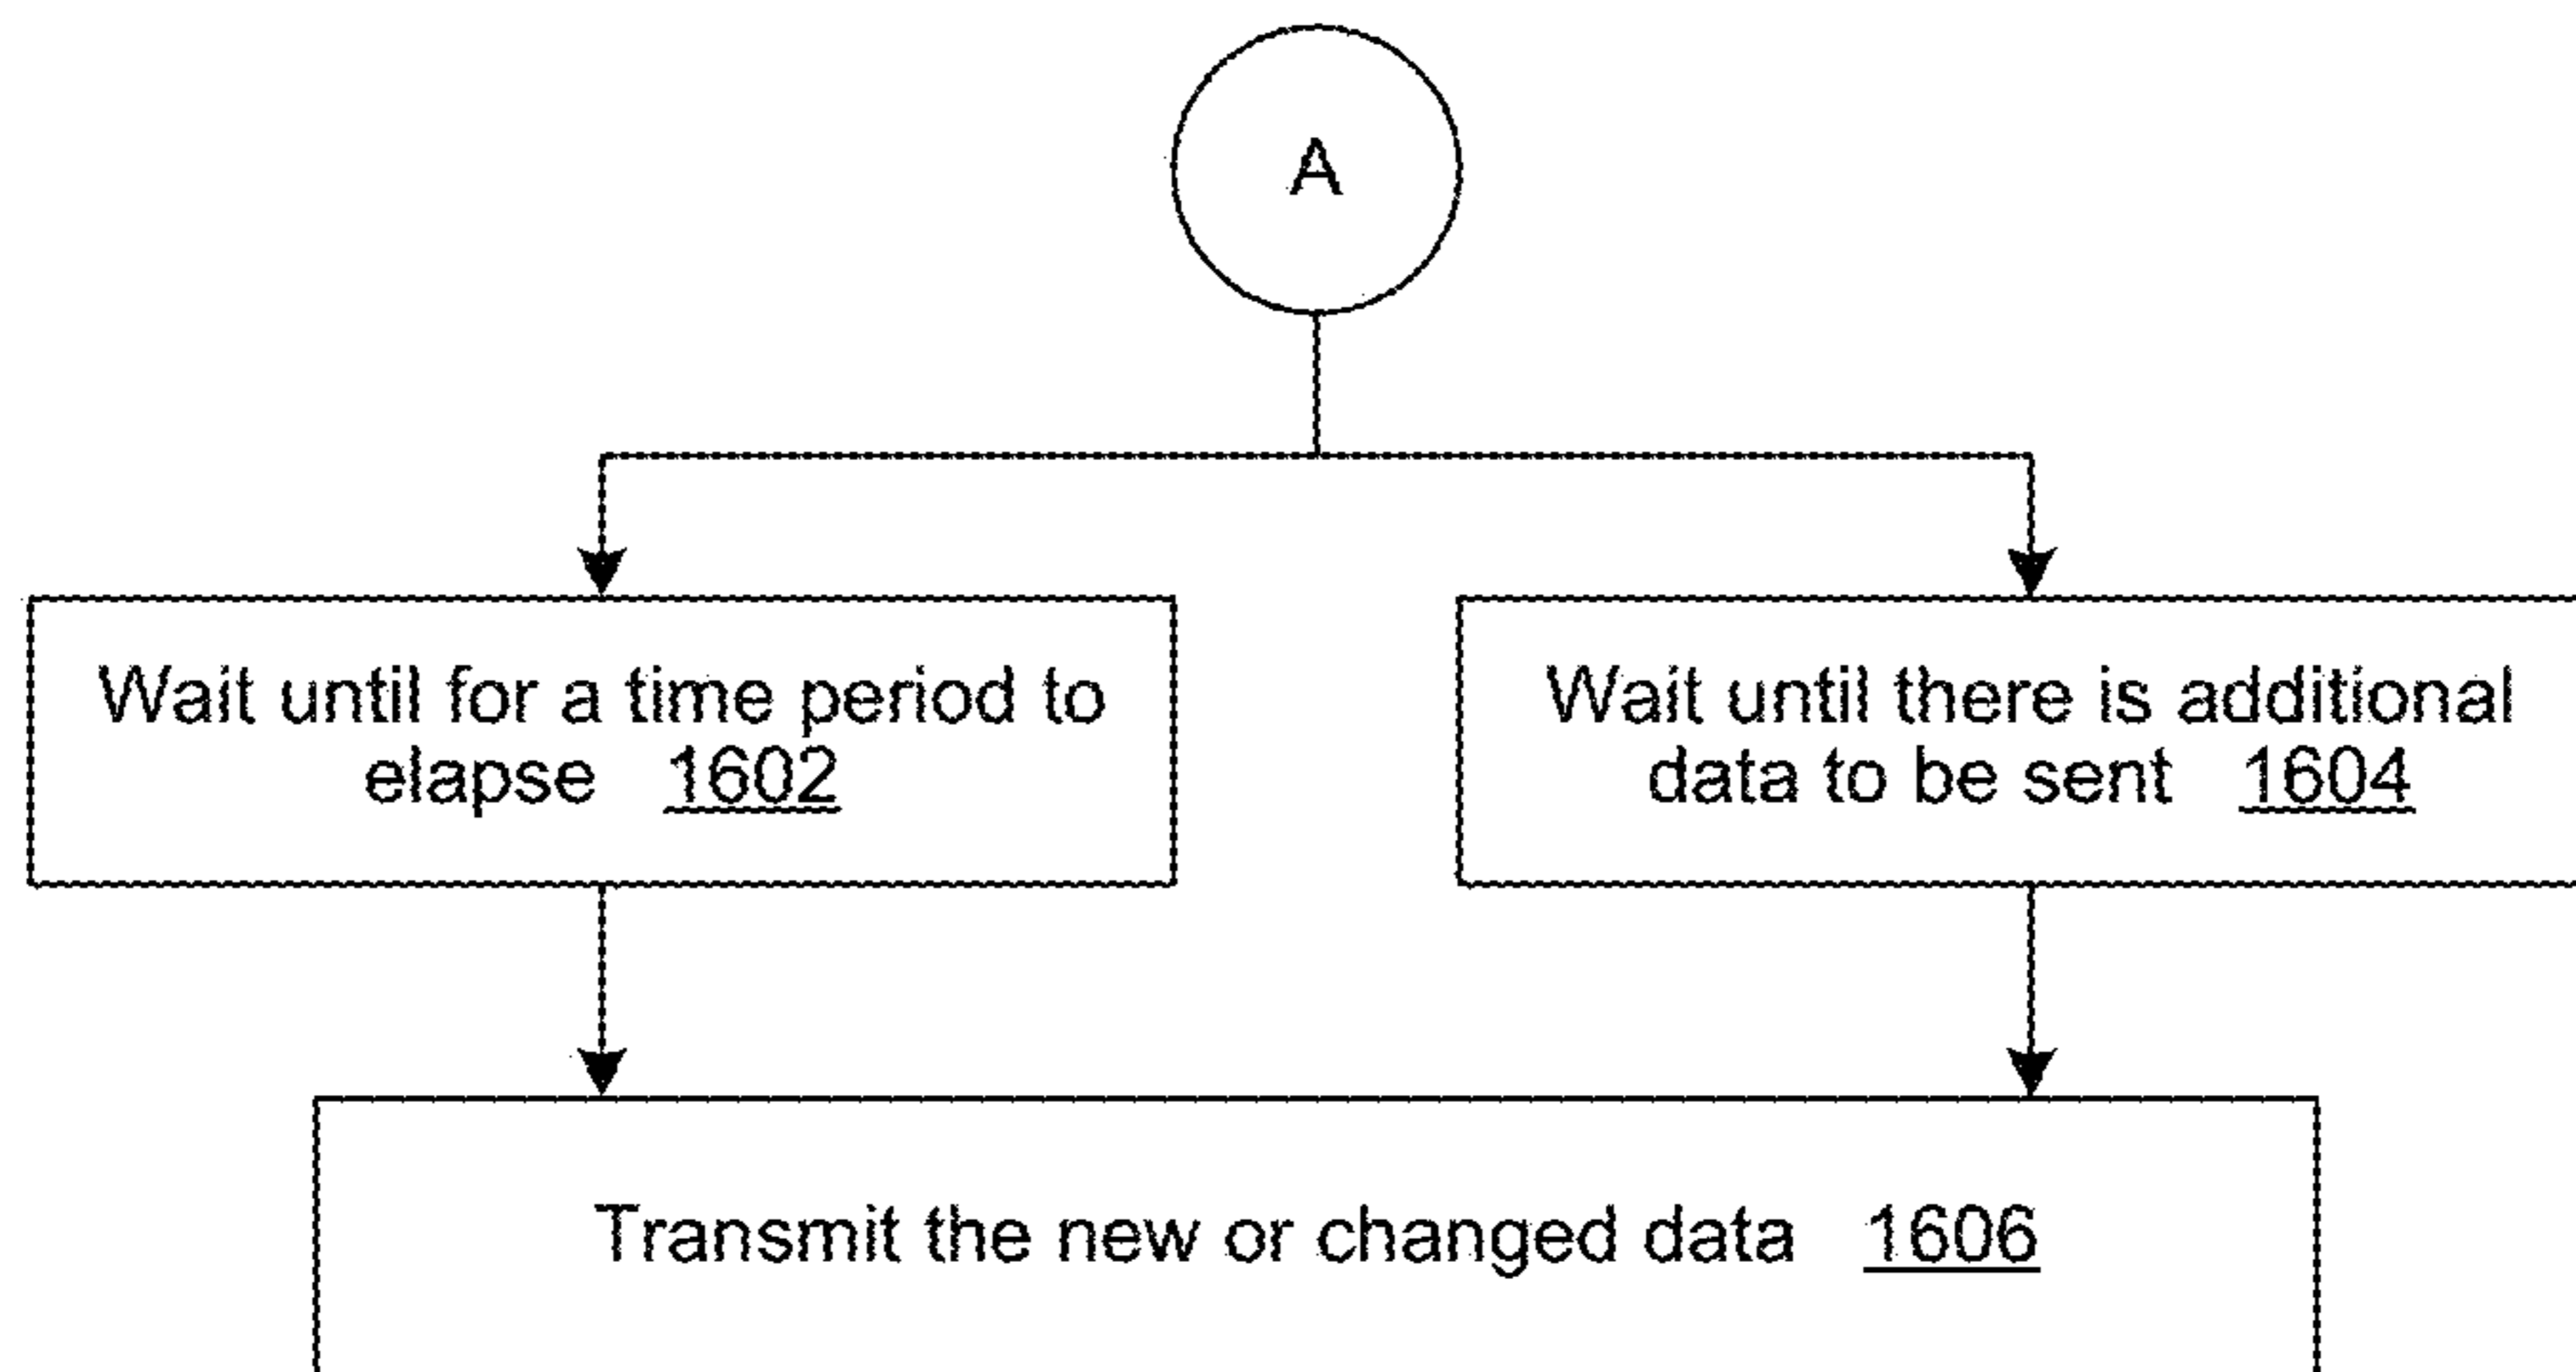 A
Wait until for a time period to
elapse 1602
Wait until there is additional
data to be sent 1604
Transmit the new or changed data 1606